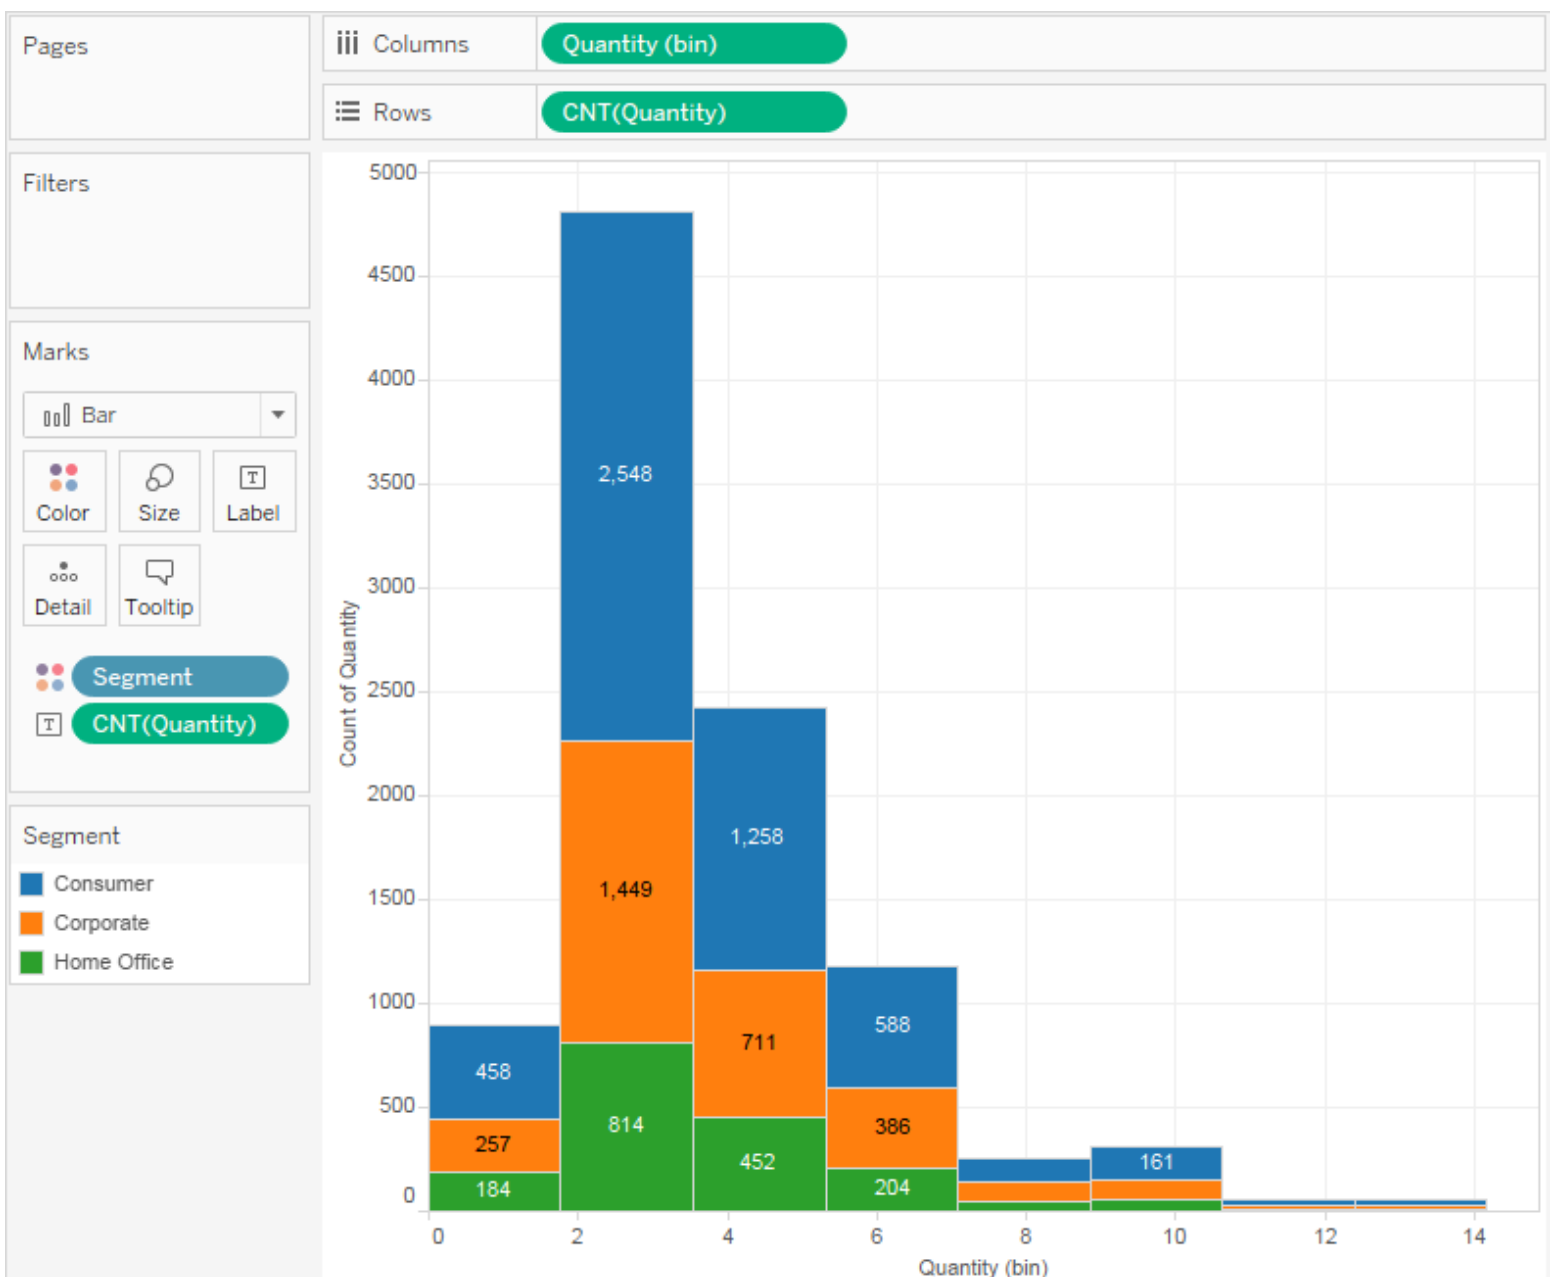 Pages
Columns
Quantity (bin)
Rows
CNT(Quantity)
Filters
Marks
Bar
Color
Size
T
Label
Detail
Tooltip
Segment
T
CNT(Quantity)
Segment
Consumer
Corporate
Home Office
Count of Quantity
5000
4500
4000
3500
3000
2500
2000
1500
1000
500
0
2,548
1,449
814
1,258
711
452
588
386
204
458
257
184
161
0
2
4
6
8
10
12
14
Quantity (bin)